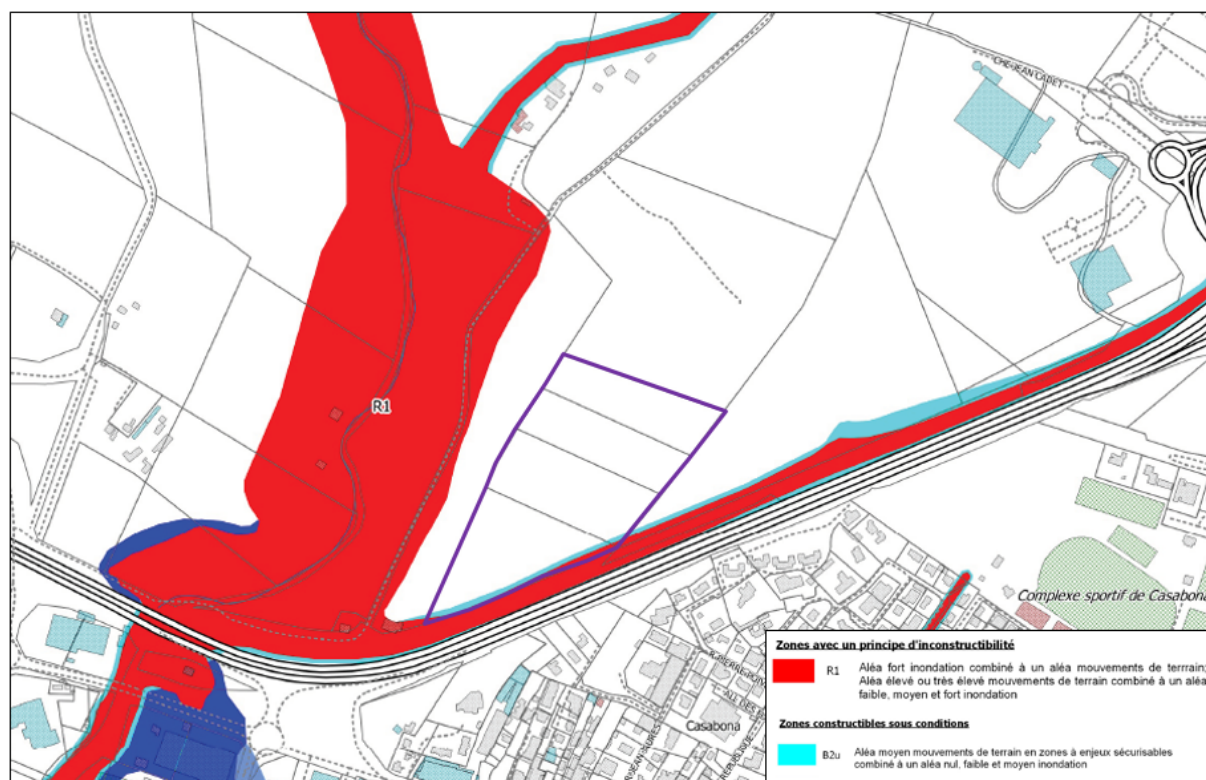 CHE JEAN CADET
R1
Complexe sportif de Casabona
Casabona
Zones avec un principe d'inconstructibilité
R1 Aléa fort inondation combiné à un aléa mouvements de terrrain;
Aléa élevé ou très élevé mouvements de terrain combiné à un aléa
faible, moyen et fort inondation
Zones constructibles sous conditions
B2u Aléa moyen mouvements de terrain en zones à enjeux sécurisables
combiné à un aléa nul, faible et moyen inondation